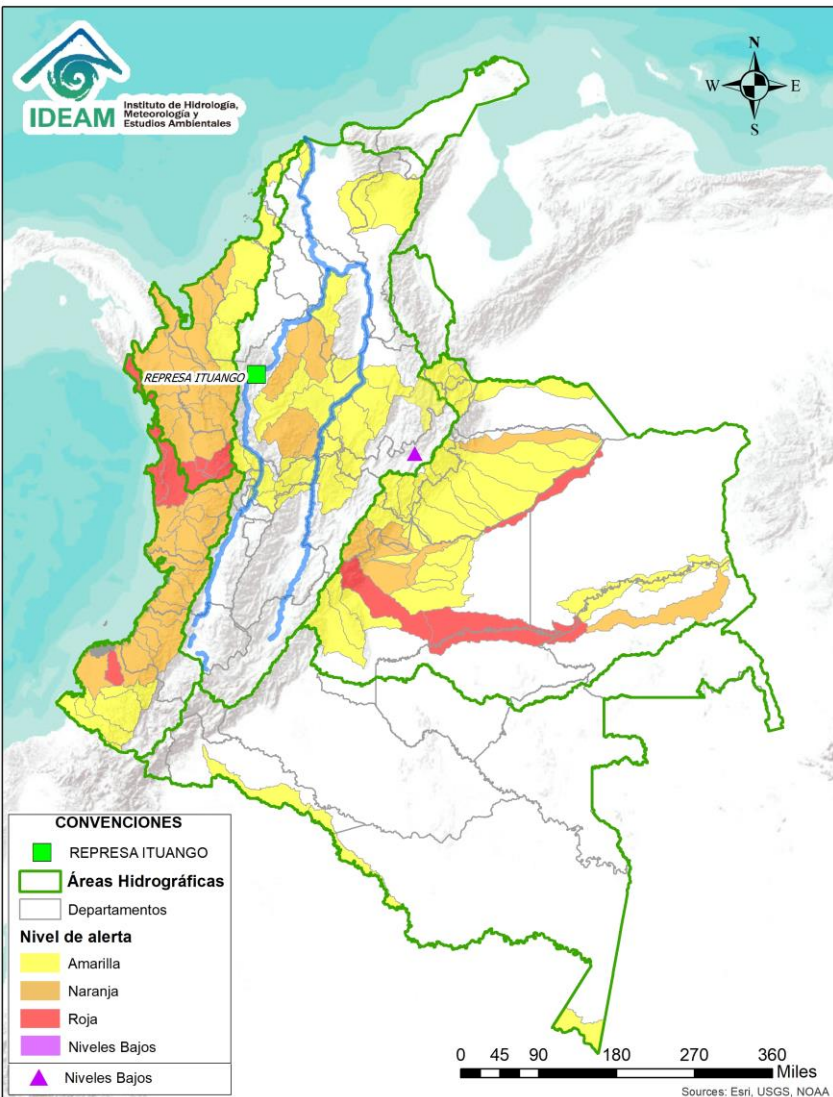 IDEAM
Instituto de Hidrología,
Meteorología y
Estudios Ambientales
N
W
E
S
REPRESA ITUANGO
CONVENCIONES
REPRESA ITUANGO
Áreas Hidrográficas
Departamentos
Nivel de alerta
Amarilla
Naranja
Roja
Niveles Bajos
Niveles Bajos
0 45 90 180 270 360
Miles
Sources: Esri, USGS, NOAA